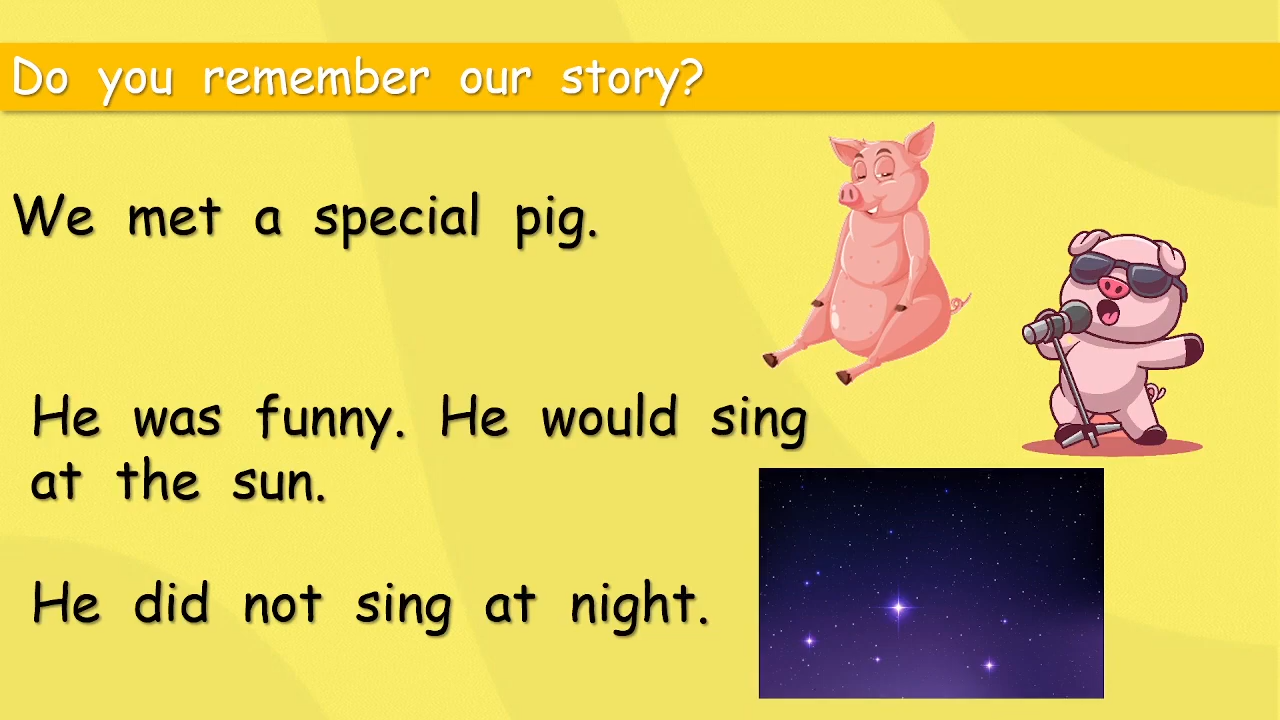 Do you remember our story?
We met a special pig.
He was funny. He would sing
at the sun.
He did not sing at night.